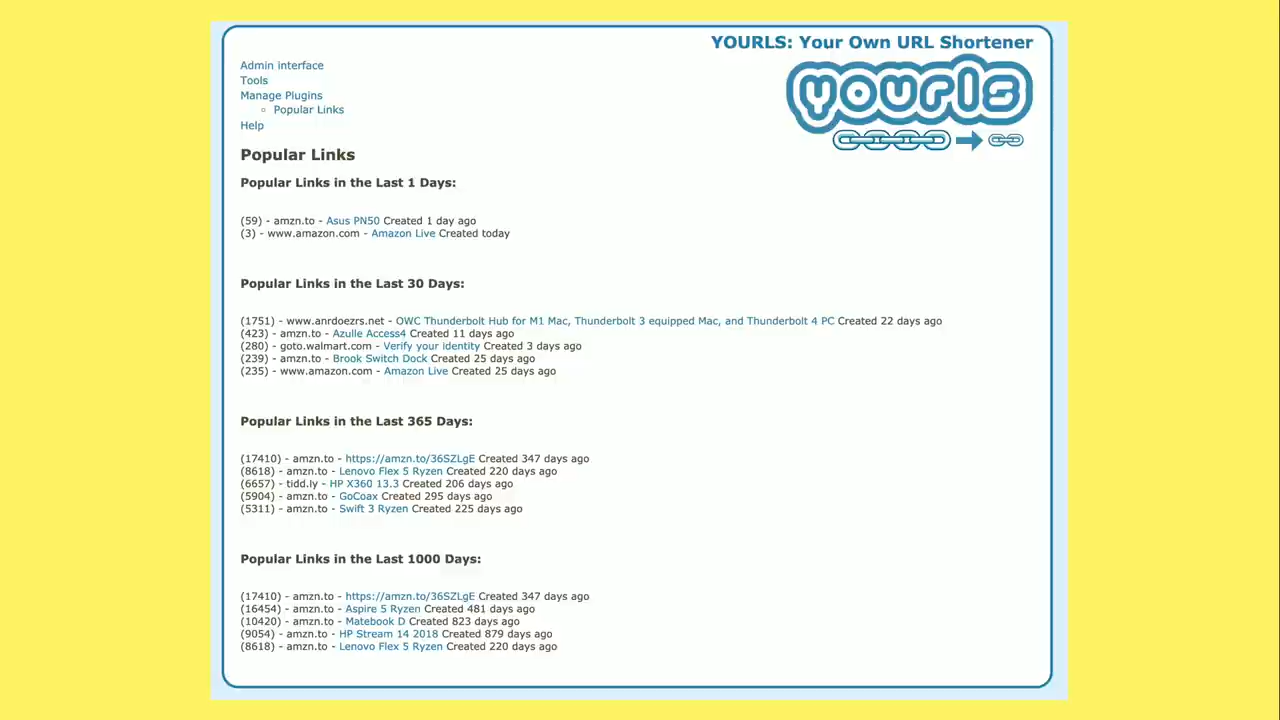 YOURLS: Your Own URL Shortener
yourls
Admin interface
Tools
Manage Plugins
Popular Links
Help
Popular Links
Popular Links in the Last 1 Days:
(59) - amzn.to - Asus PN50 Created 1 day ago
(3) - www.amazon.com - Amazon Live Created today
Popular Links in the Last 30 Days:
(1751) - www.anrdoezrs.net - OWC Thunderbolt Hub for M1 Mac, Thunderbolt 3 equipped Mac, and Thunderbolt 4 PC Created 22 days ago
(423) - amzn.to - Azulle Access4 Created 11 days ago
(280) - goto.walmart.com - Verify your identity Created 3 days ago
(239) - amzn.to - Brook Switch Dock Created 25 days ago
(235) - www.amazon.com - Amazon Live Created 25 days ago
Popular Links in the Last 365 Days:
(17410) - amzn.to - https://amzn.to/36SZLgE Created 347 days ago
(8618) - amzn.to - Lenovo Flex 5 Ryzen Created 220 days ago
(6657) - tidd.ly - HP X360 13.3 Created 206 days ago
(5904) - amzn.to - GoCoax Created 295 days ago
(5311) - amzn.to - Swift 3 Ryzen Created 225 days ago
Popular Links in the Last 1000 Days:
(17410) - amzn.to - https://amzn.to/36SZLgE Created 347 days ago
(16454) - amzn.to - Aspire 5 Ryzen Created 481 days ago
(10420) - amzn.to - Matebook D Created 823 days ago
(9054) - amzn.to - HP Stream 14 2018 Created 879 days ago
(8618) - amzn.to - Lenovo Flex 5 Ryzen Created 220 days ago